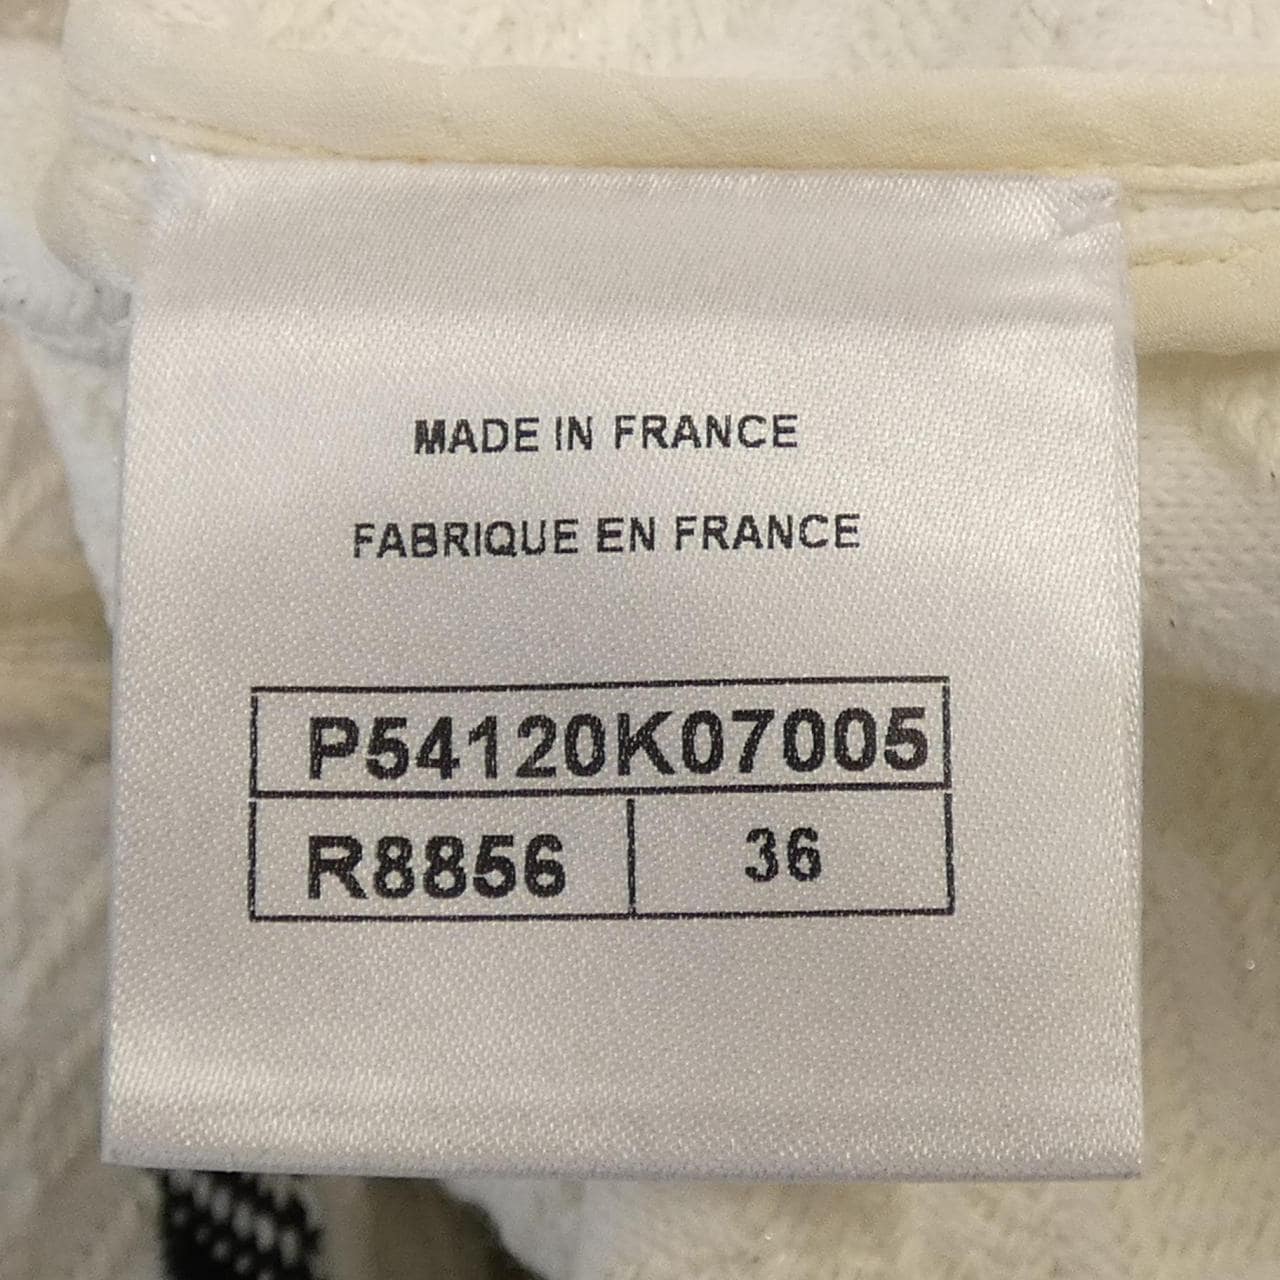 MADE IN FRANCE
FABRIQUE EN FRANCE
P54120K07005
R8856 36